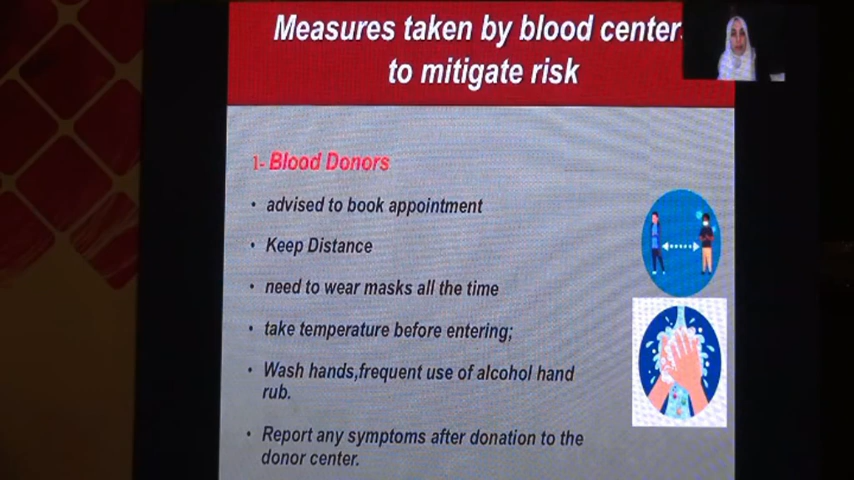 Measures taken by blood center
to mitigate risk
1- Blood Donors
• advised to book appointment
• Keep Distance
• need to wear masks all the time
• take temperature before entering;
• Wash hands,frequent use of alcohol hand
rub.
• Report any symptoms after donation to the
donor center.